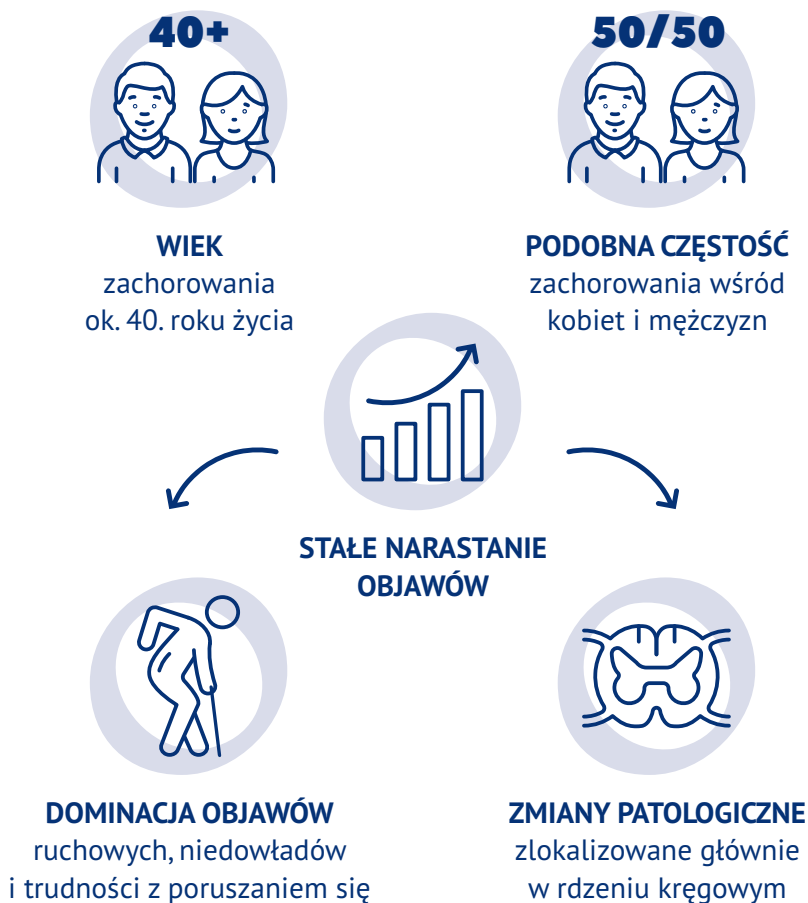 40+
WIEK
zachorowania
ok. 40. roku życia
50/50
PODOBNA CZĘSTOŚĆ
zachorowania wśród
kobiet i mężczyzn
STAŁE NARASTANIE
OBJAWÓW
DOMINACJA OBJAWÓW
ruchowych, niedowładów
i trudności z poruszaniem się
ZMIANY PATOLOGICZNE
zlokalizowane głównie
w rdzeniu kręgowym